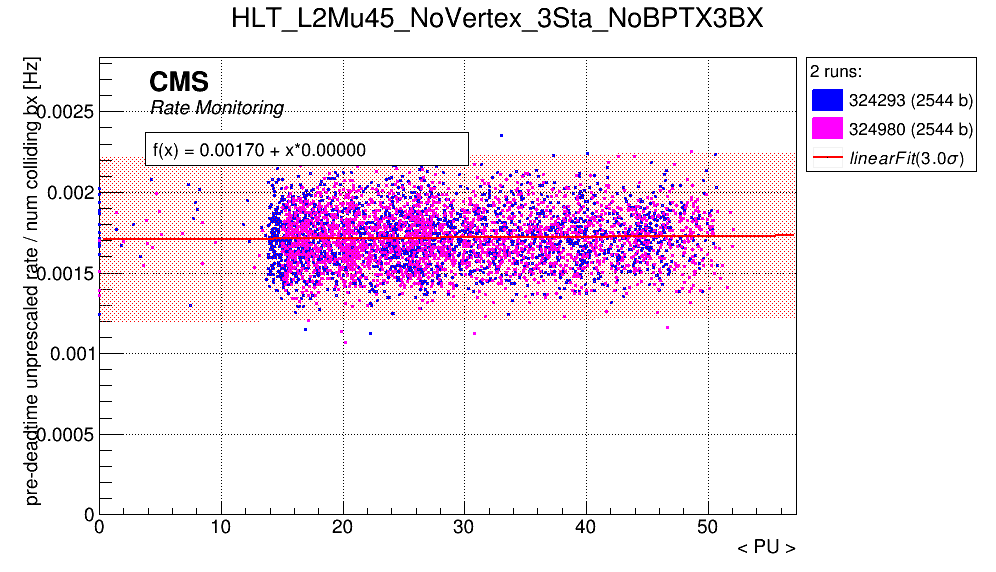 HLT_L2Mu45_NoVertex_3Sta_NoBPTX3BX
pre-deadtime unprescaled rate / num colliding bx [Hz]
CMS
Rate Monitoring
f(x) = 0.00170 + x*0.00000
0.0025
0.002
0.0015
0.001
0.0005
0
0 10 20 30 40 50
< PU >
2 runs:
324293 (2544 b)
324980 (2544 b)
linearFit(3.0σ)